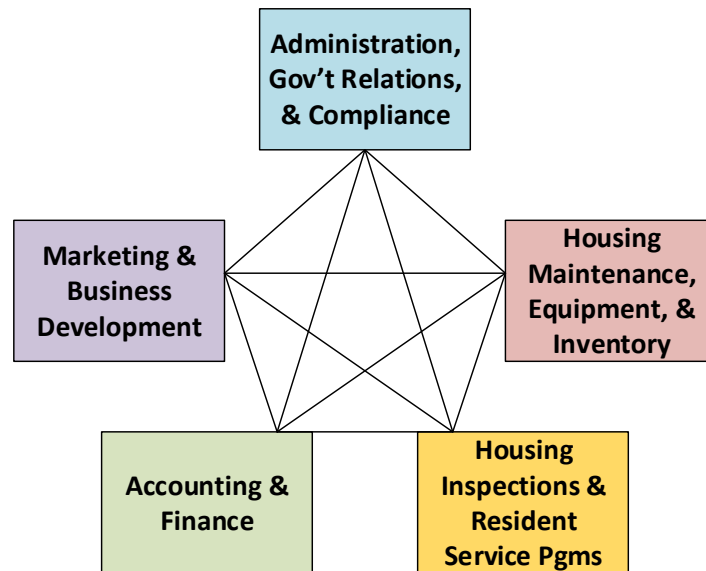 Administration,
Gov’t Relations,
& Compliance
Marketing &
Business
Development
Housing
Maintenance,
Equipment, &
Inventory
Accounting &
Finance
Housing
Inspections &
Resident
Service Pgms